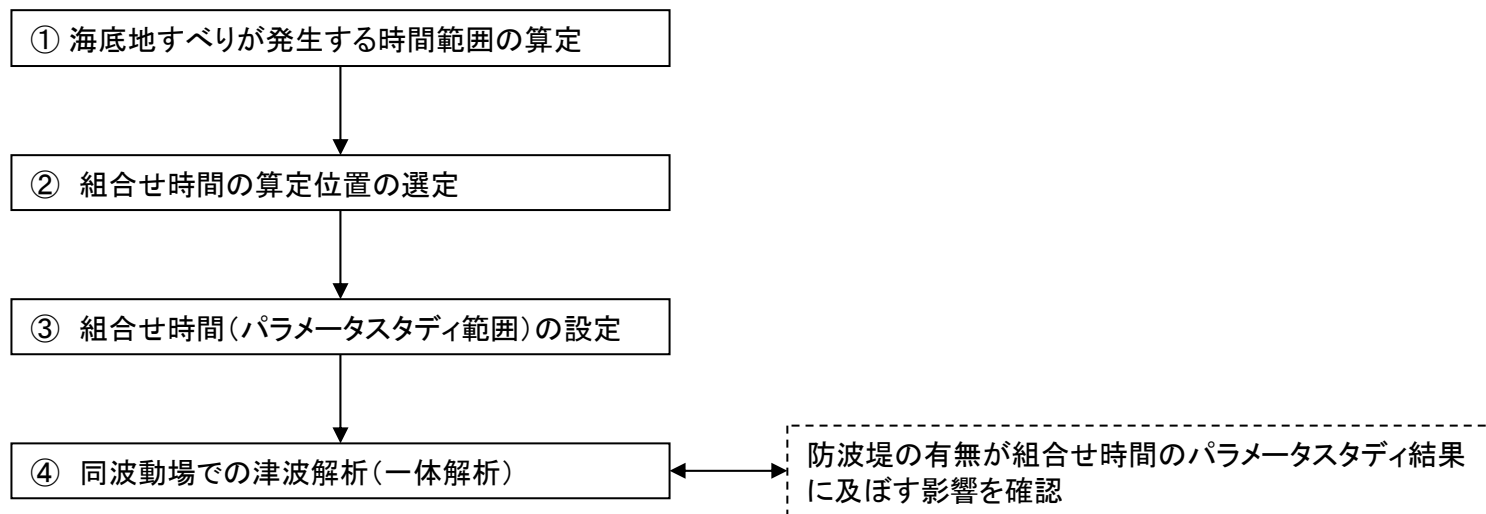 ① 海底地すべりが発生する時間範囲の算定
② 組合せ時間の算定位置の選定
③ 組合せ時間(パラメータスタディ範囲)の設定
④ 同波動場での津波解析(一体解析)
防波堤の有無が組合せ時間のパラメータスタディ結果
に及ぼす影響を確認